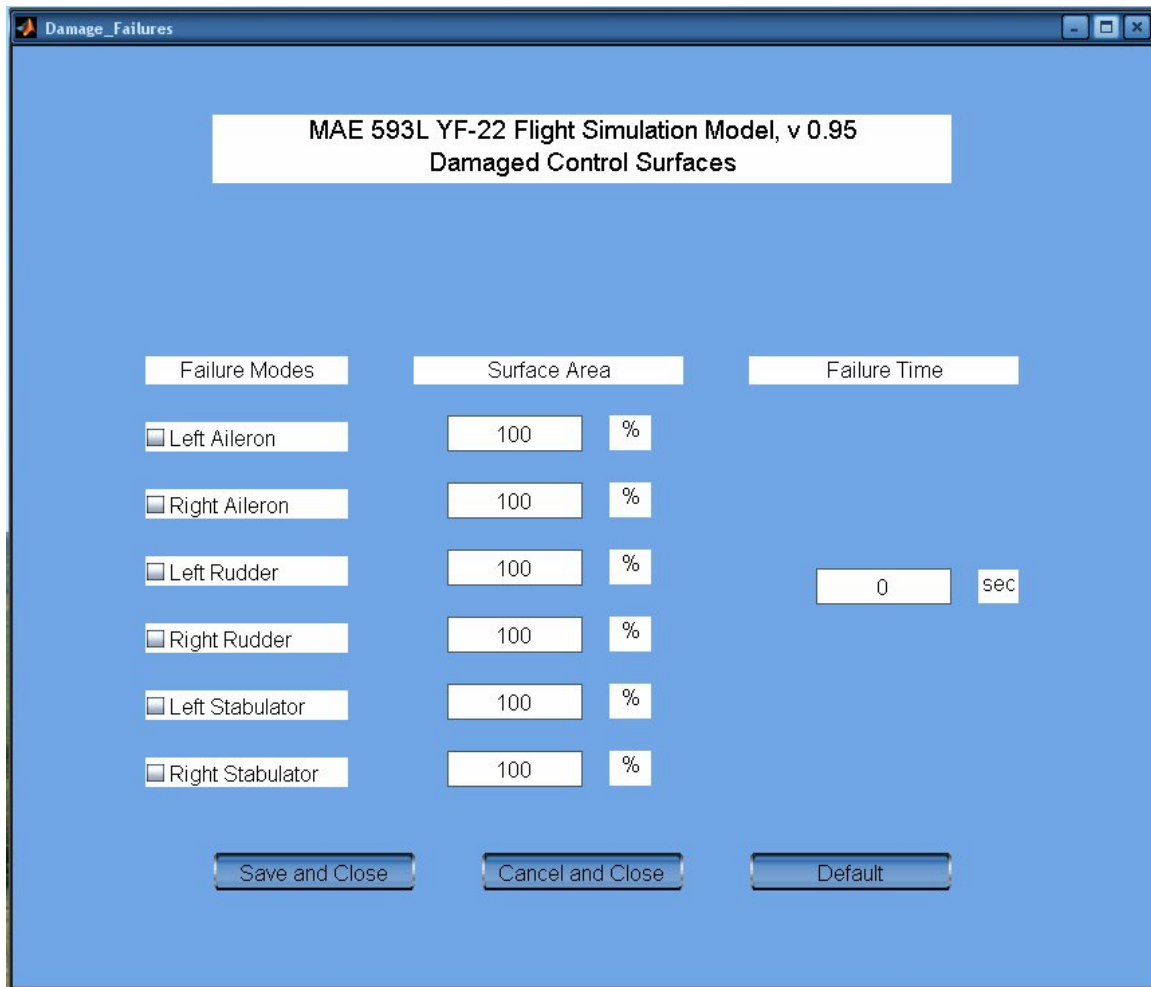 Damage_Failures
MAE 593L YF-22 Flight Simulation Model, v 0.95
Damaged Control Surfaces
Failure Modes Surface Area Failure Time
Left Aileron 100 %
Right Aileron 100 %
Left Rudder 100 %
0 sec
Right Rudder 100 %
Left Stabulator 100 %
Right Stabulator 100 %
Save and Close Cancel and Close Default